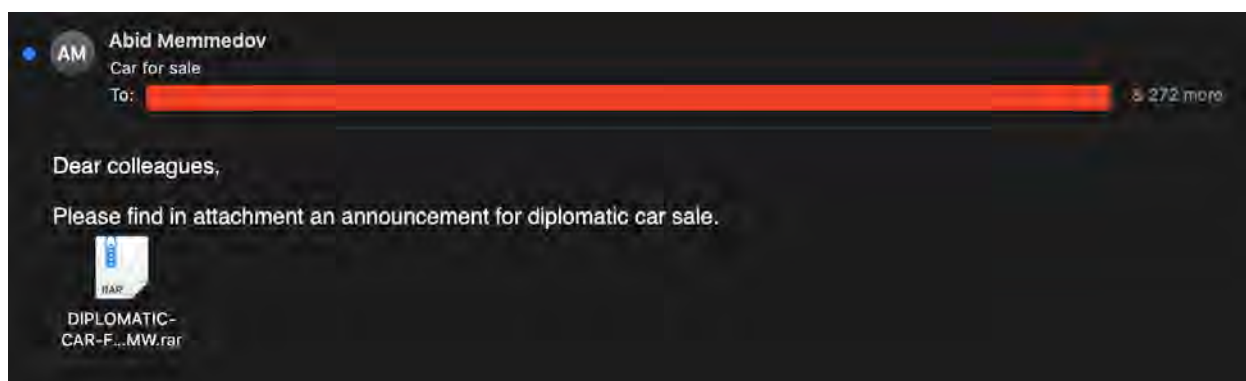 AM
Abid Memmedov
Car for sale
To:
& 272 more
Dear colleagues,
Please find in attachment an announcement for diplomatic car sale.
RAR
DIPLOMATIC-
CAR-F...MW.rar